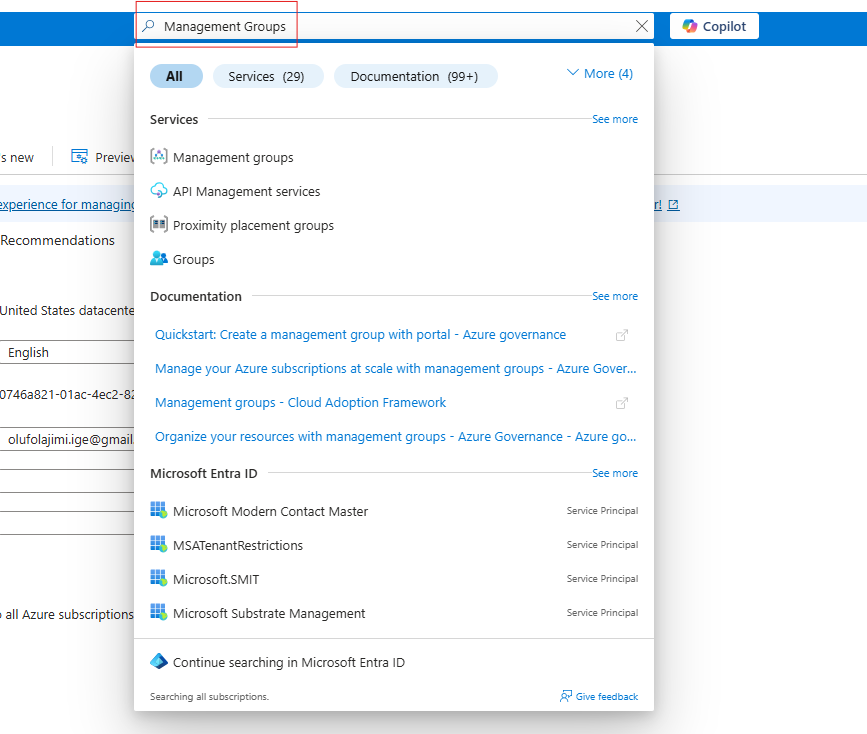 Management Groups
Copilot
All
Services (29)
Documentation (99+)
More (4)
Services
See more
Management groups
API Management services
Proximity placement groups
Groups
Documentation
See more
Quickstart: Create a management group with portal - Azure governance
Manage your Azure subscriptions at scale with management groups - Azure Gover...
Management groups - Cloud Adoption Framework
Organize your resources with management groups - Azure Governance - Azure go...
Microsoft Entra ID
See more
Microsoft Modern Contact Master
Service Principal
MSATenantRestrictions
Service Principal
Microsoft.SMIT
Service Principal
Microsoft Substrate Management
Service Principal
Continue searching in Microsoft Entra ID
Searching all subscriptions.
Give feedback
s new
Preview
experience for managing
r!
Recommendations
United States datacente
English
0746a821-01ac-4ec2-82
olufolajimi.ige@gmail.
all Azure subscriptions